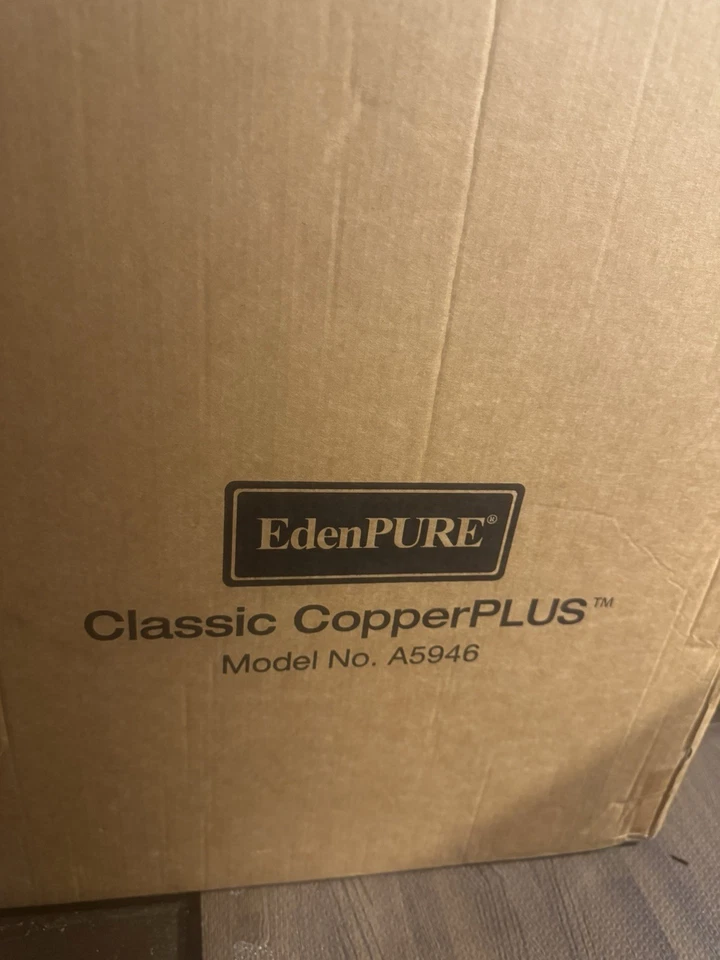 EdenPURE®
Classic CopperPLUS™
Model No. A5946